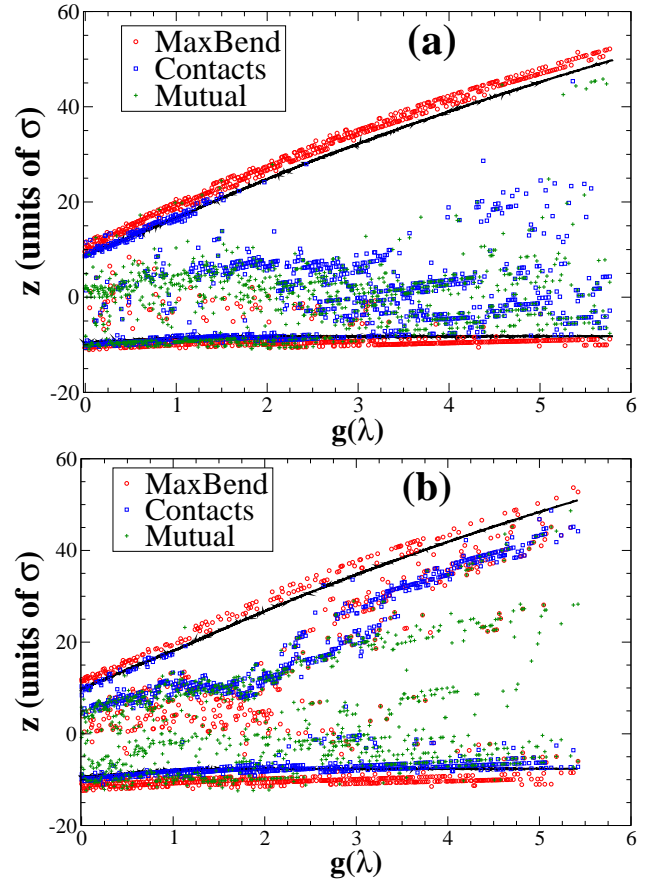 (a)
MaxBend
Contacts
Mutual
z (units of σ)
60
40
20
0
-20
0 1 2 3 4 5 6
g(λ)
(b)
MaxBend
Contacts
Mutual
z (units of σ)
60
40
20
0
-20
0 1 2 3 4 5 6
g(λ)